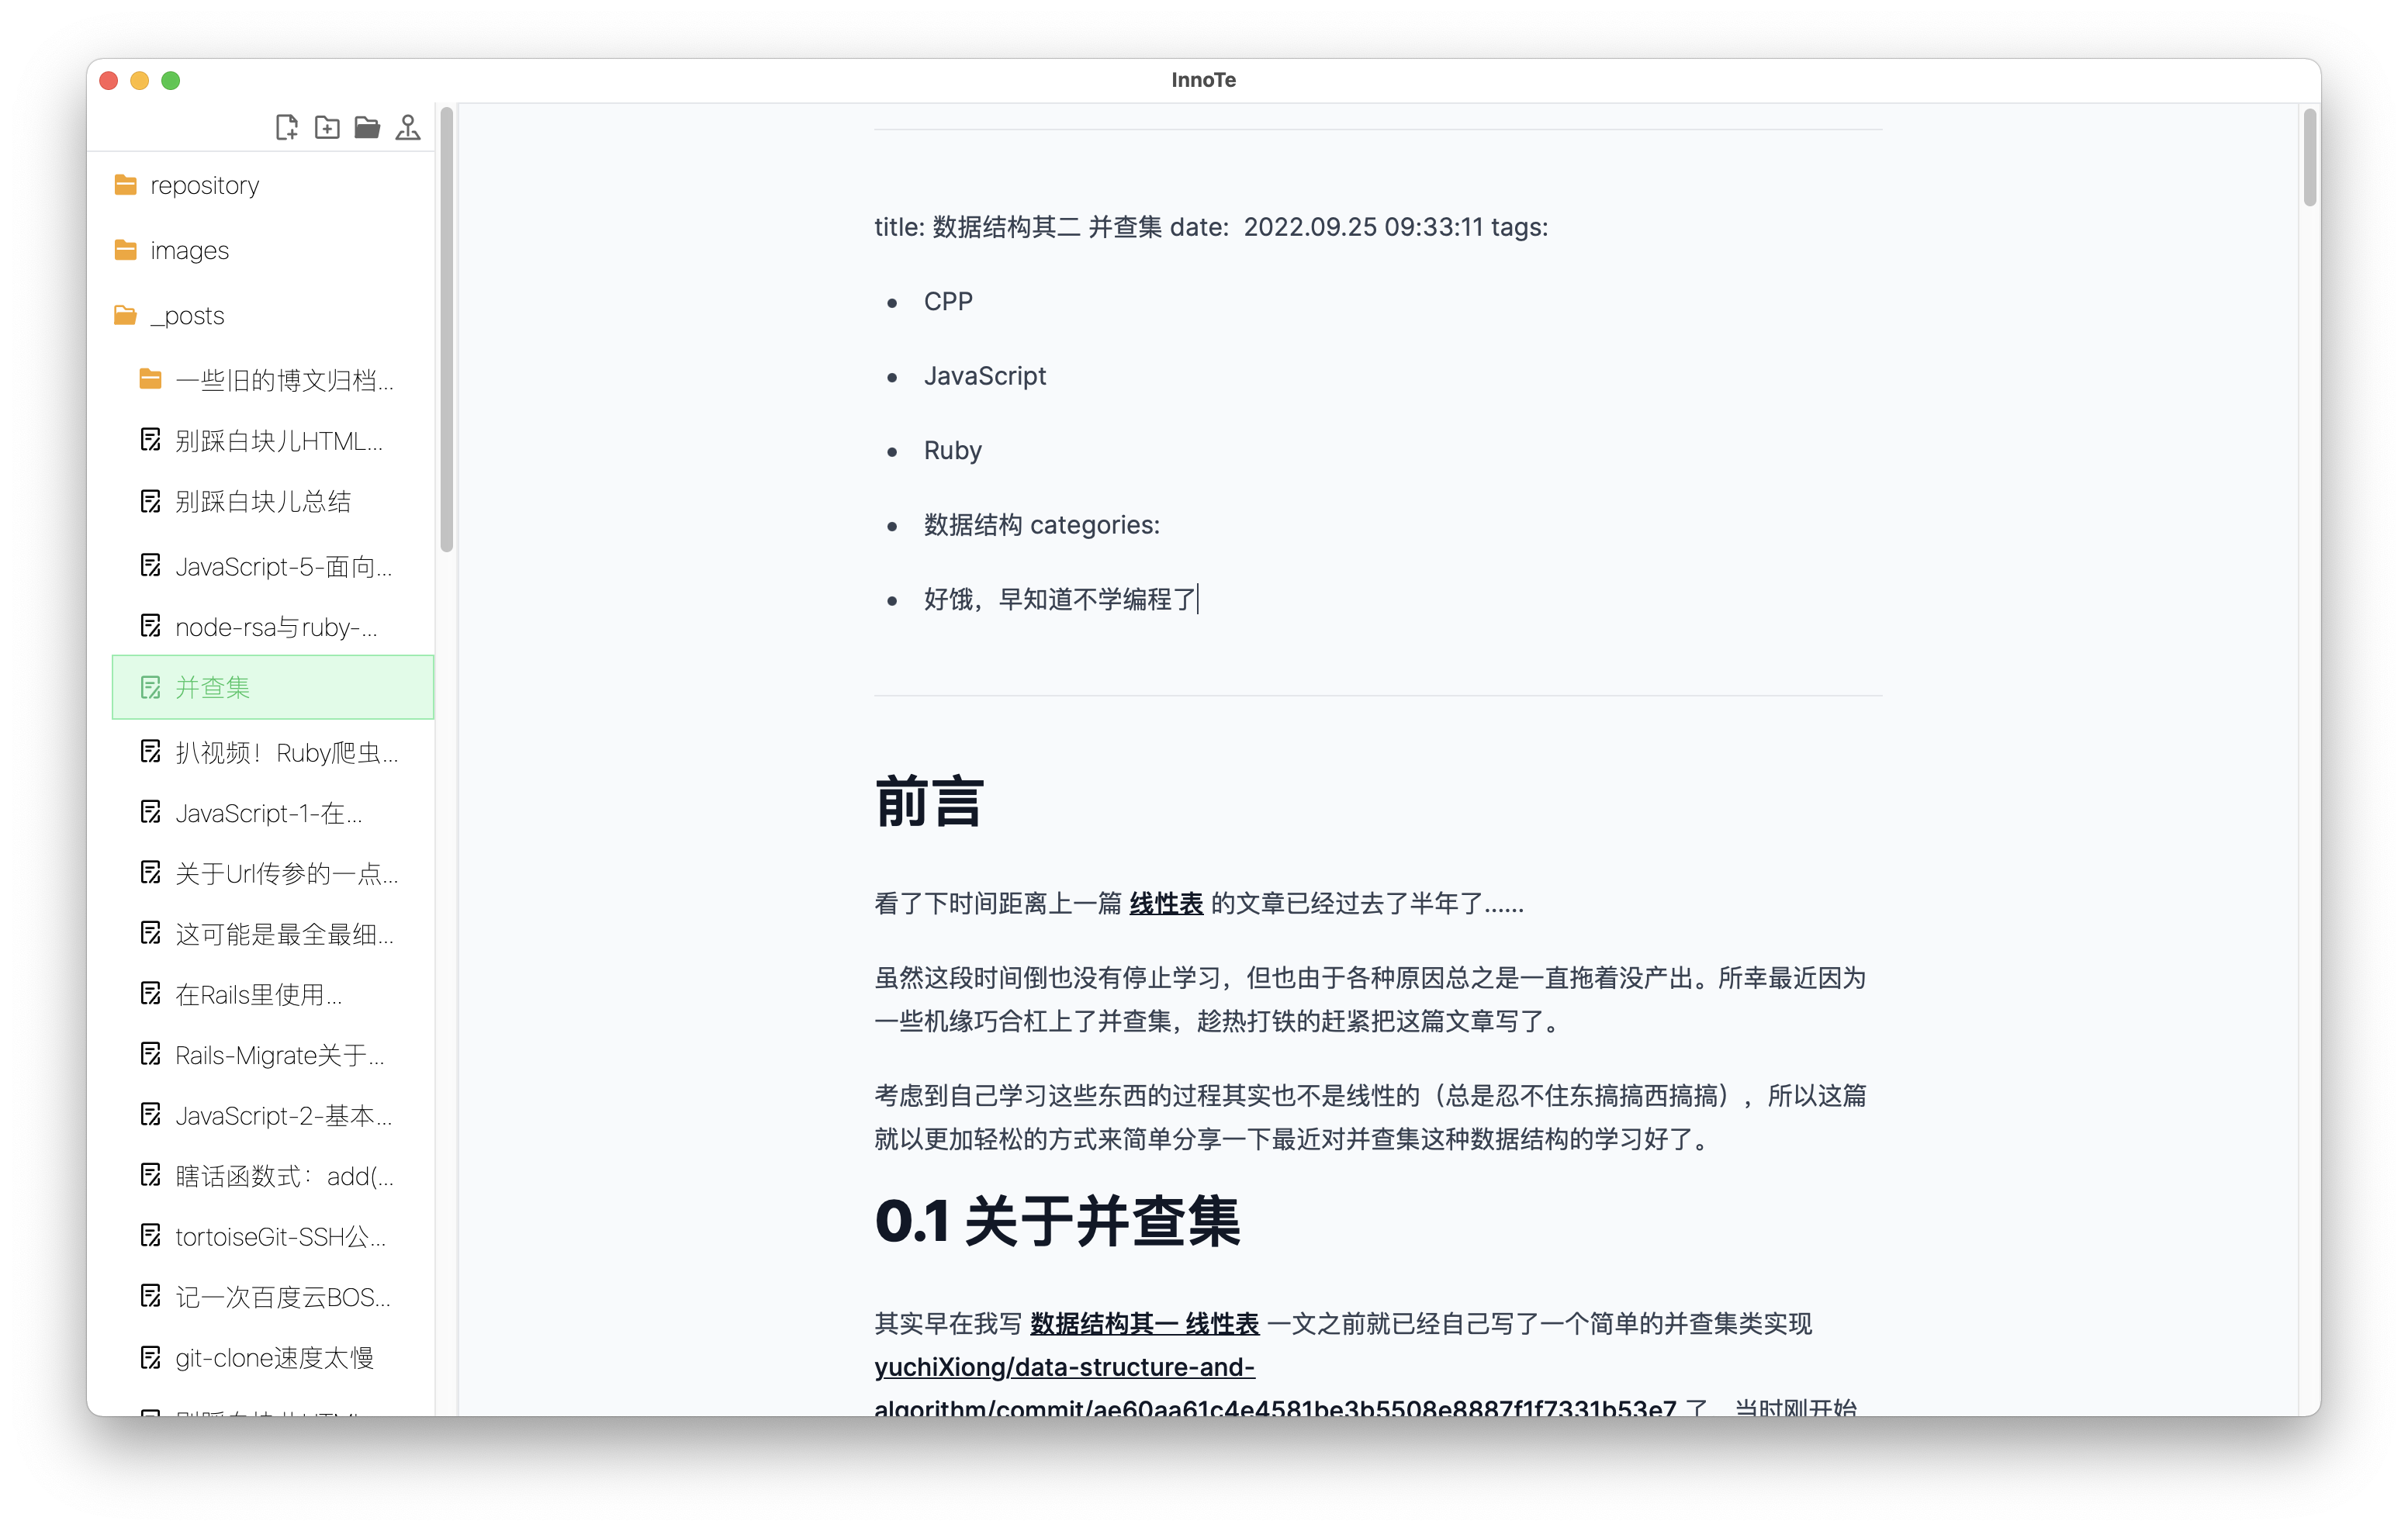 InnoTe
repository
images
_posts
一些旧的博文归档...
别踩白块儿HTML...
别踩白块儿总结
JavaScript-5-面向...
node-rsa与ruby-...
并查集
扒视频！Ruby爬虫...
JavaScript-1-在...
关于Url传参的一点...
这可能是最全最细...
在Rails里使用...
Rails-Migrate关于...
JavaScript-2-基本...
瞎话函数式：add(...
tortoiseGit-SSH公...
记一次百度云BOS...
git-clone速度太慢
title: 数据结构其二 并查集 date:  2022.09.25 09:33:11 tags:
CPP
JavaScript
Ruby
数据结构 categories:
好饿，早知道不学编程了
前言
看了下时间距离上一篇 线性表 的文章已经过去了半年了......
虽然这段时间倒也没有停止学习，但也由于各种原因总之是一直拖着没产出。所幸最近因为
一些机缘巧合杠上了并查集，趁热打铁的赶紧把这篇文章写了。
考虑到自己学习这些东西的过程其实也不是线性的（总是忍不住东搞搞西搞搞），所以这篇
就以更加轻松的方式来简单分享一下最近对并查集这种数据结构的学习好了。
0.1 关于并查集
其实早在我写 数据结构其一 线性表 一文之前就已经自己写了一个简单的并查集类实现
yuchiXiong/data-structure-and-
algorithm/commit/ae60aa61c4e4581be3b5508e8887f1f7331b53e7 了 当时刚开始